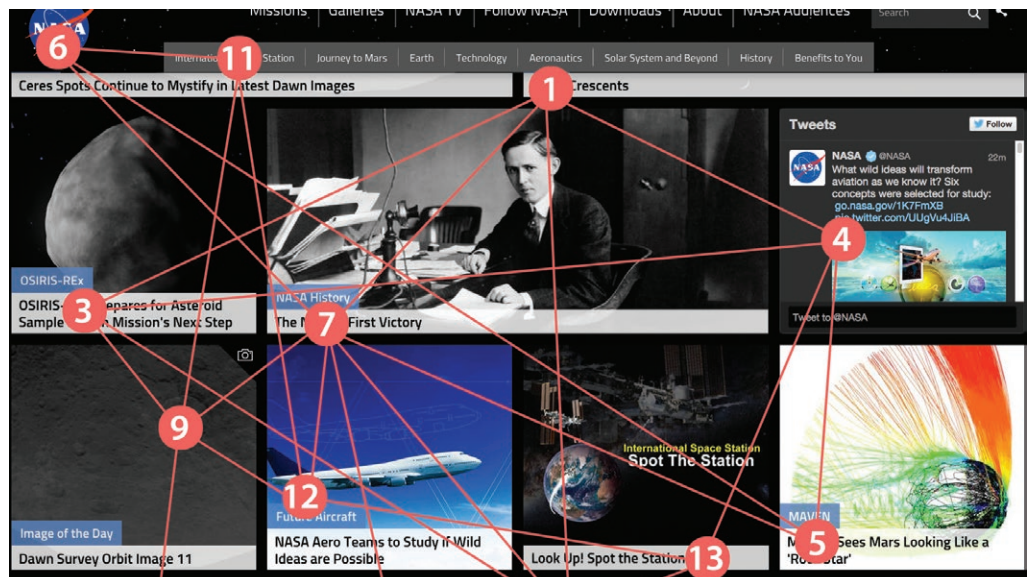 Missions Galleries NASA TV Follow NASA Downloads About NASA Audiences Search
NASA
6
11
Station Journey to Mars Earth Technology Aeronautics Solar System and Beyond History Benefits to You
Ceres Spots Continue to Mystify in Latest Dawn Images
1
Crescents
Tweets
Follow
NASA @NASA 22m
What wild ideas will transform
aviation as we know it? Six
concepts were selected for study:
go.nasa.gov/1K7FmXB
pic.twitter.com/UUgVu4JiBA
4
Tweet to @NASA
OSIRIS-REx
3
for Asteroid
Sample Mission's Next Step
NASA History
7
The First Victory
9
Image of the Day
Dawn Survey Orbit Image 11
12
Future Aircraft
NASA Aero Teams to Study if Wild
Ideas are Possible
International Space Station
Spot The Station
Look Up! Spot the Station
13
MAVEN
5
Sees Mars Looking Like a